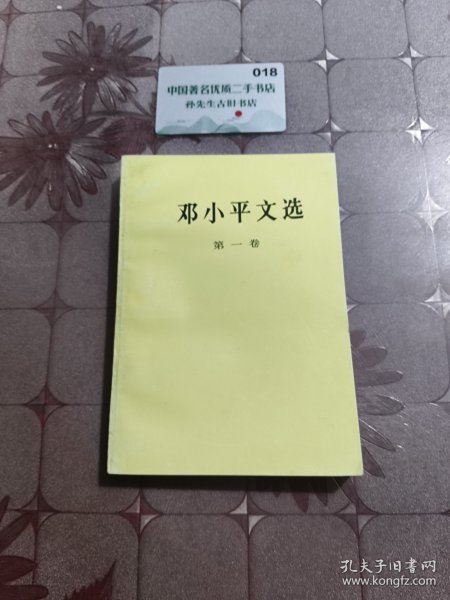 018
中国著名优质二手书店
孙先生古旧书店
邓小平文选
第一卷
孔夫子旧书网
www.kongfz.com